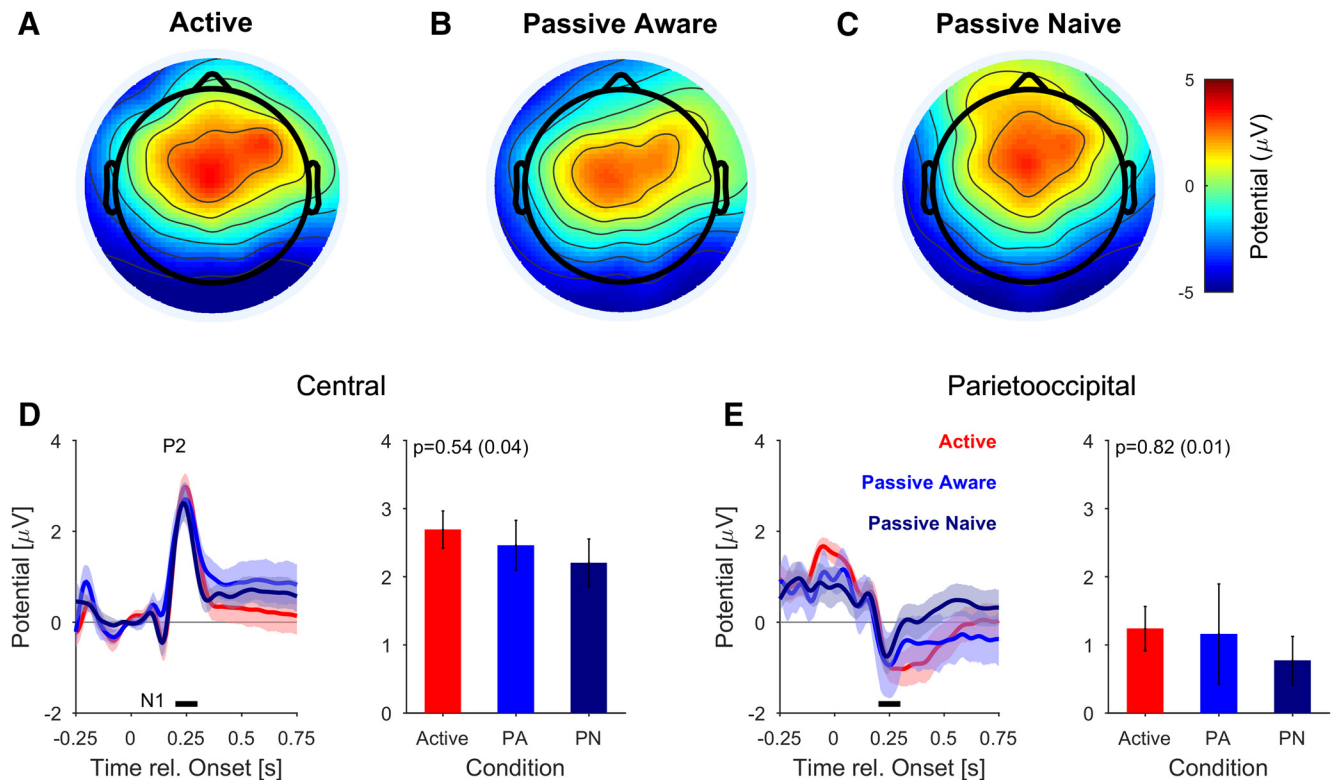 A
Active
B
Passive Aware
C
Passive Naive
5
0
-5
Potential (μV)
Central
Parietooccipital
D
4
2
0
-2
Potential [μV]
P2
N1
-0.25
0
0.25
0.5
0.75
Time rel. Onset [s]
p=0.54 (0.04)
4
3
2
1
0
Active
PA
PN
Condition
E
4
2
0
-2
Potential [μV]
Active
Passive Aware
Passive Naive
-0.25
0
0.25
0.5
0.75
Time rel. Onset [s]
p=0.82 (0.01)
4
3
2
1
0
Active
PA
PN
Condition